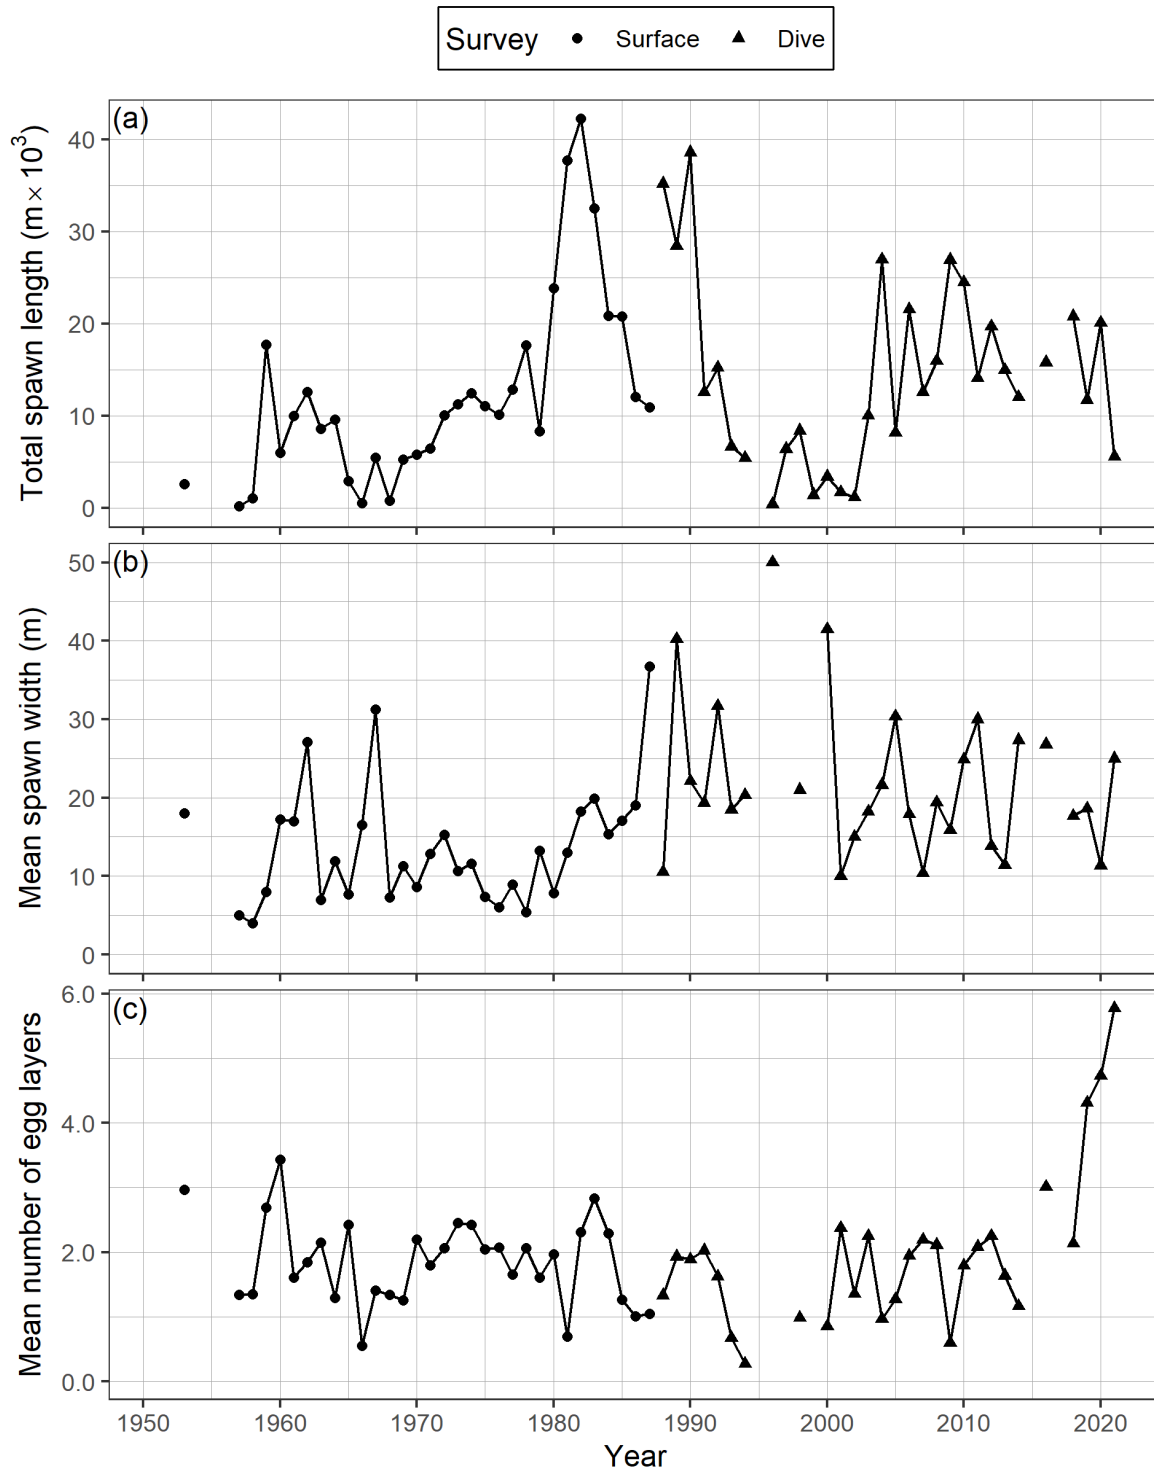 Survey Surface Dive
(a)
Total spawn length (m × 10³)
40
30
20
10
0
(b)
Mean spawn width (m)
50
40
30
20
10
0
(c)
Mean number of egg layers
6.0
4.0
2.0
0.0
1950 1960 1970 1980 1990 2000 2010 2020
Year